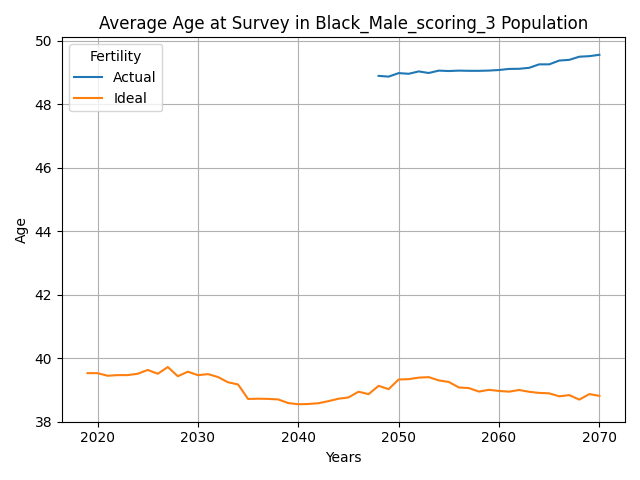 Average Age at Survey in Black_Male_scoring_3 Population
Fertility
Actual
Ideal
Age
50
48
46
44
42
40
38
2020 2030 2040 2050 2060 2070
Years